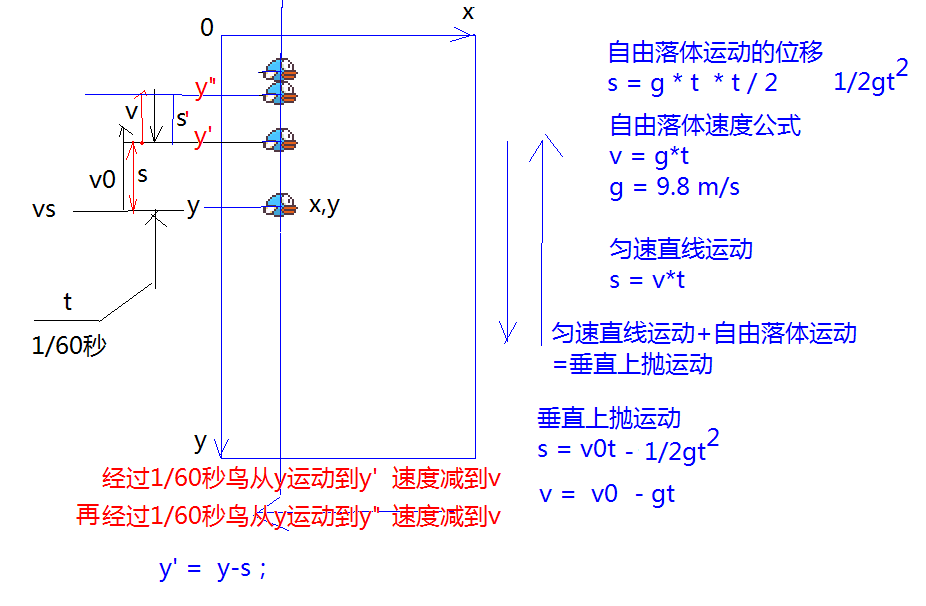 x
0
自由落体运动的位移
s = g * t * t / 2 1/2gt²
y"
v
s'
自由落体速度公式
y'
v = g*t
v0
s
g = 9.8 m/s
vs
y
x,y
匀速直线运动
s = v*t
t
1/60秒
匀速直线运动+自由落体运动
=垂直上抛运动
垂直上抛运动
y
s = v0t - 1/2gt²
经过1/60秒鸟从y运动到y' 速度减到v
v = v0 - gt
再经过1/60秒鸟从y运动到y" 速度减到v
y' = y-s ;